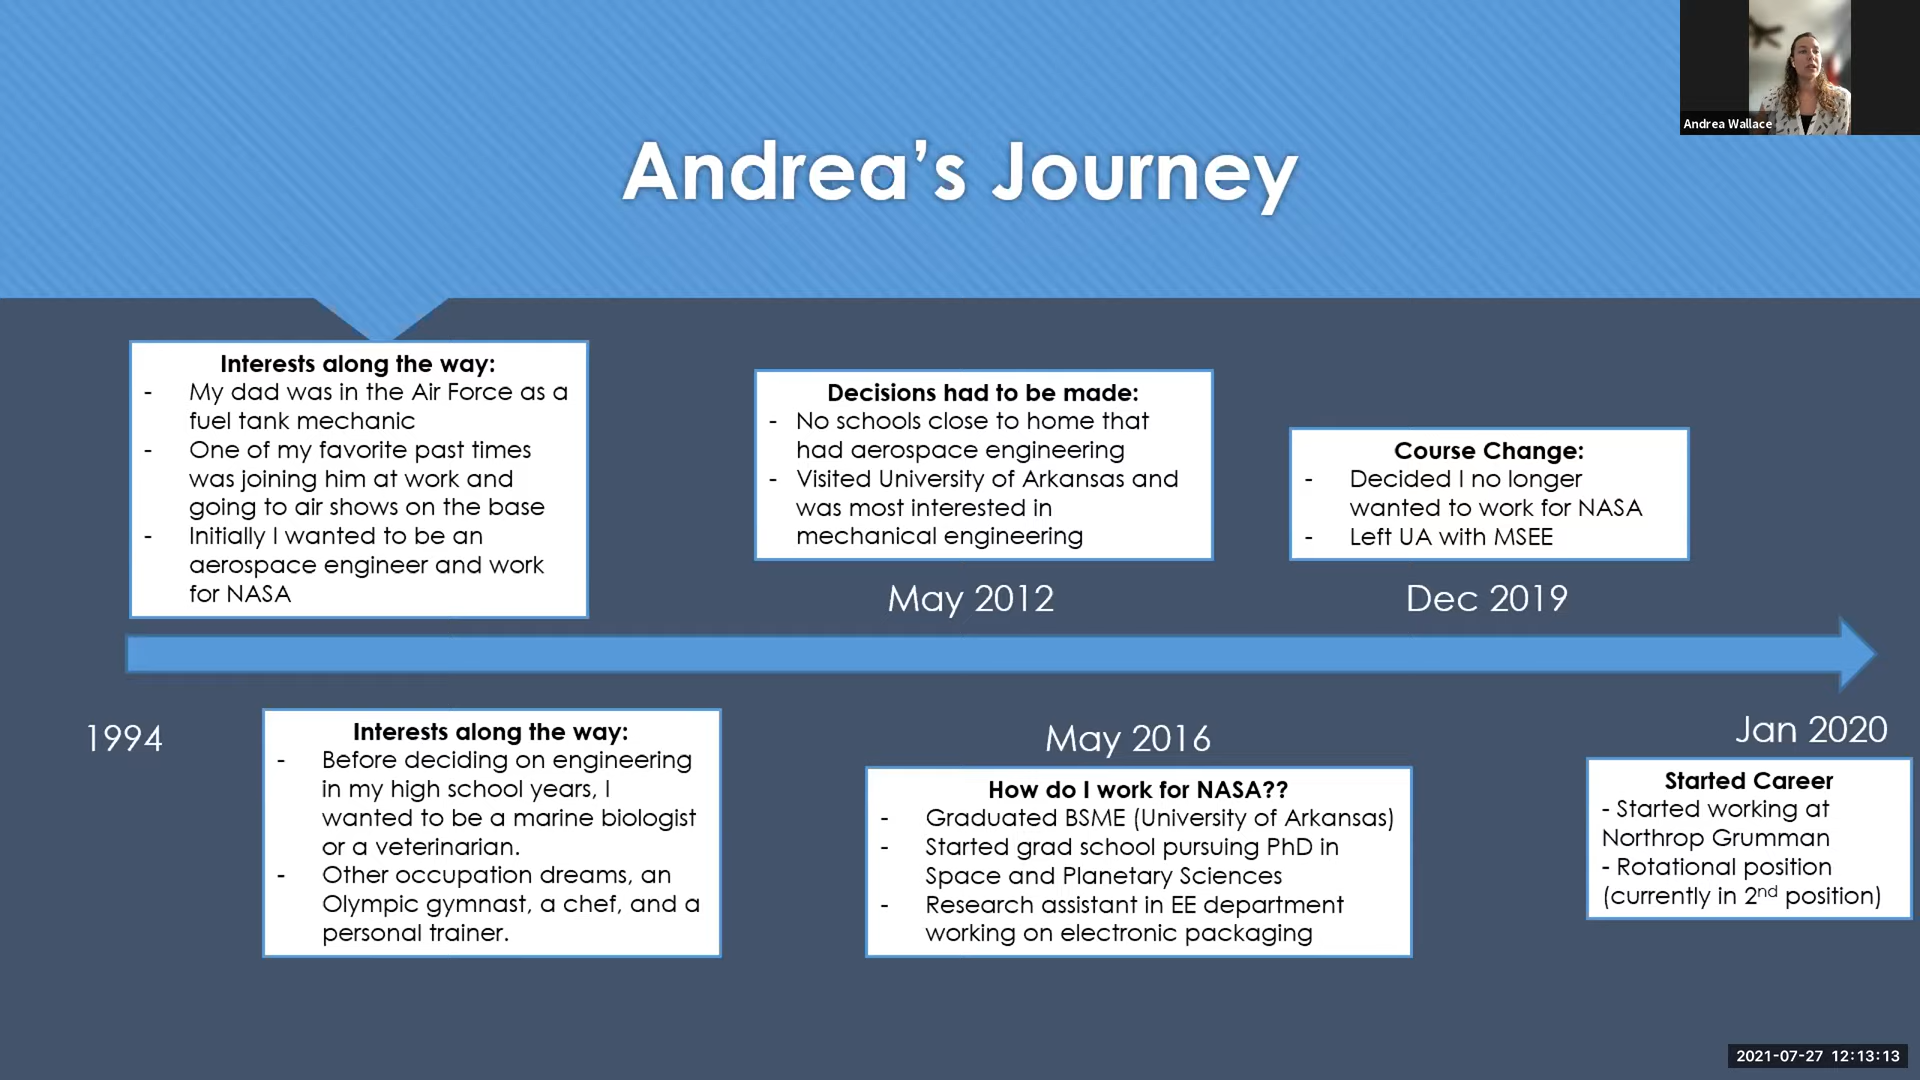 Andrea Wallace
Andrea's Journey
Interests along the way:
- My dad was in the Air Force as a
fuel tank mechanic
- One of my favorite past times
was joining him at work and
going to air shows on the base
- Initially I wanted to be an
aerospace engineer and work
for NASA
Decisions had to be made:
- No schools close to home that
had aerospace engineering
- Visited University of Arkansas and
was most interested in
mechanical engineering
May 2012
Course Change:
- Decided I no longer
wanted to work for NASA
- Left UA with MSEE
Dec 2019
1994
Interests along the way:
- Before deciding on engineering
in my high school years, I
wanted to be a marine biologist
or a veterinarian.
- Other occupation dreams, an
Olympic gymnast, a chef, and a
personal trainer.
May 2016
How do I work for NASA??
- Graduated BSME (University of Arkansas)
- Started grad school pursuing PhD in
Space and Planetary Sciences
- Research assistant in EE department
working on electronic packaging
Jan 2020
Started Career
- Started working at
Northrop Grumman
- Rotational position
(currently in 2nd position)
2021-07-27 12:13:13